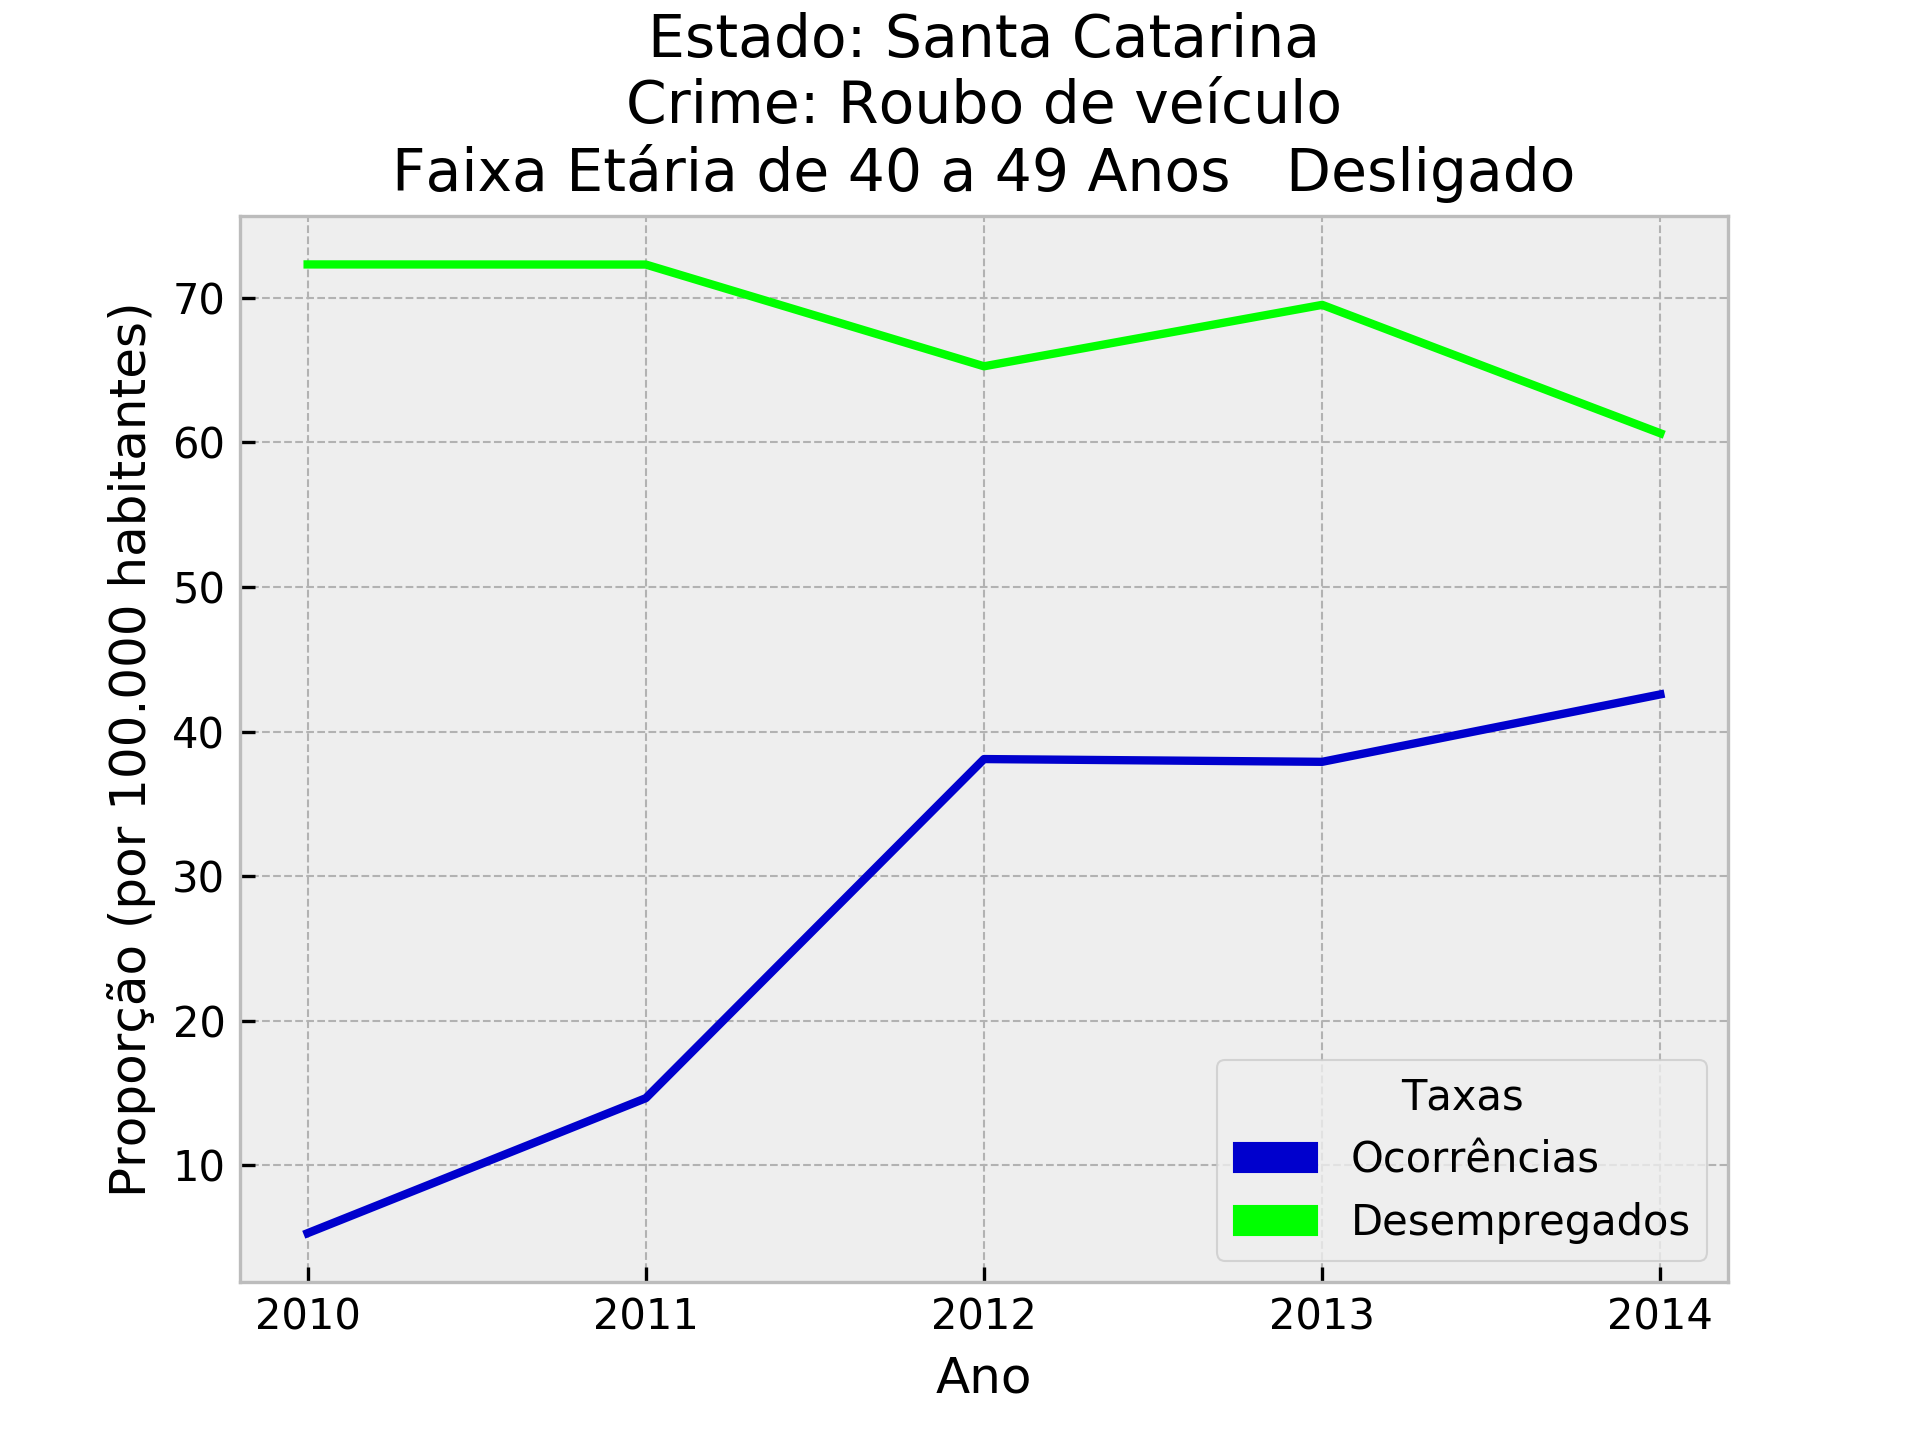 Estado: Santa Catarina
Crime: Roubo de veículo
Faixa Etária de 40 a 49 Anos   Desligado
Proporção (por 100.000 habitantes)
70
60
50
40
30
20
10
Taxas
Ocorrências
Desempregados
2010 2011 2012 2013 2014
Ano